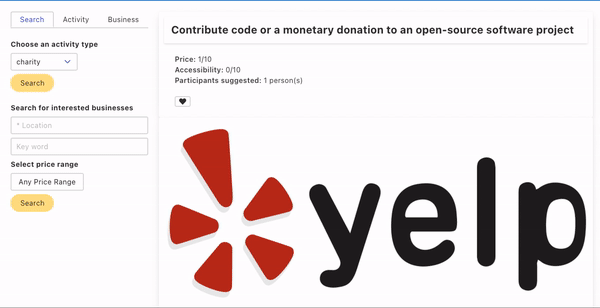 Search Activity Business
Choose an activity type
charity
Search
Search for interested businesses
* Location
Key word
Select price range
Any Price Range
Search
Contribute code or a monetary donation to an open-source software project
Price: 1/10
Accessibility: 0/10
Participants suggested: 1 person(s)
yelp